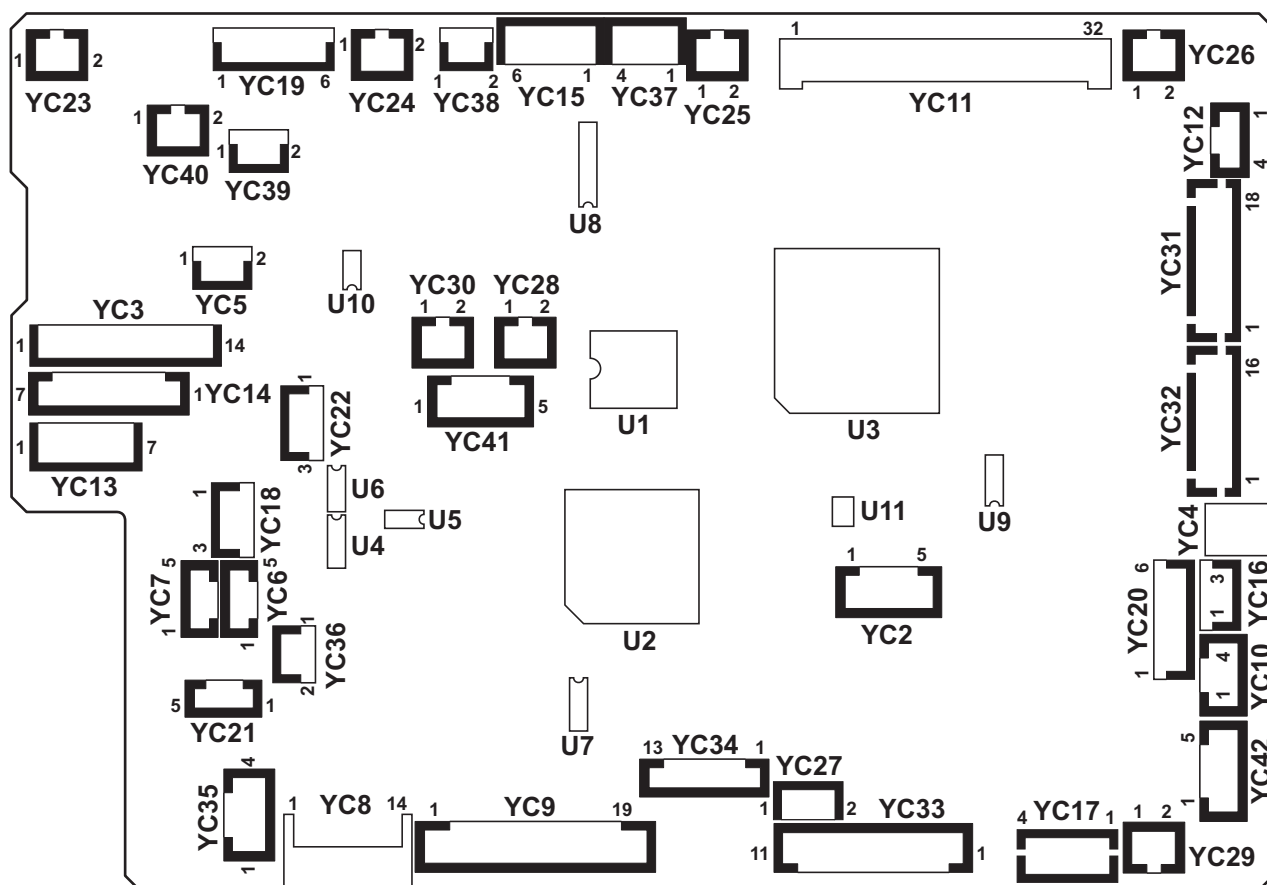 1 2 YC23
1 6 YC19
1 2 YC24
1 2 YC38
6 1 YC15
4 1 YC37
1 2 YC25
1 32 YC11
1 2 YC26
1 2 YC40
1 2 YC39
U8
YC12 1 4
YC31 18 1
1 2 YC5
U10
YC30 1 2
YC28 1 2
YC3 1 14
7 1 YC14
1 7 YC13
1 3 YC22
1 5 YC41
U1
U3
YC32 16 1
U6
U4
U5
1 3 YC18
U11
U9
YC4
5 1 YC7
5 1 YC6
1 2 YC36
U2
1 5 YC2
6 1 YC20
3 1 YC16
4 1 YC10
5 1 YC21
U7
13 YC34 1
YC27 1 2
5 1 YC42
4 1 YC35
1 YC8 14
1 YC9 19
YC33 11 1
4 YC17 1
1 2 YC29